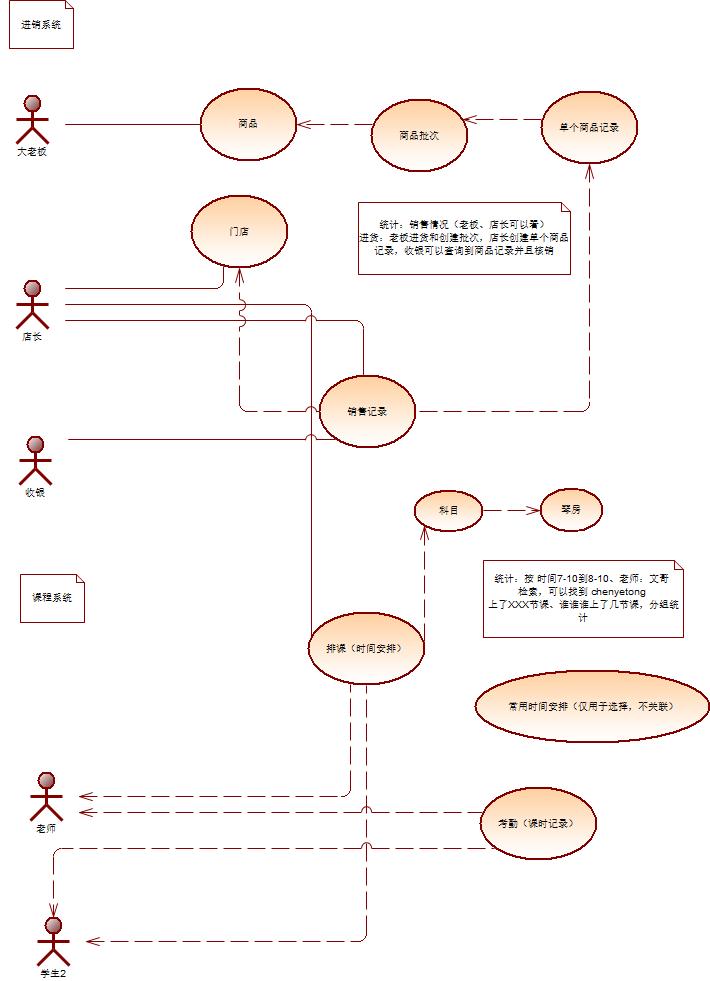 进销系统
大老板
商品
商品批次
单个商品记录
门店
统计：销售情况（老板、店长可以看）
进货：老板进货和创建批次，店长创建单个商品
记录，收银可以查询到商品记录并且核销
店长
销售记录
收银
科目
琴房
课程系统
统计：按 时间7-10到8-10、老师：文哥
检索，可以找到 chenyetong
上了XXX节课、谁谁谁上了几节课，分组统
计
排课（时间安排）
常用时间安排（仅用于选择，不关联）
老师
考勤（课时记录）
学生2